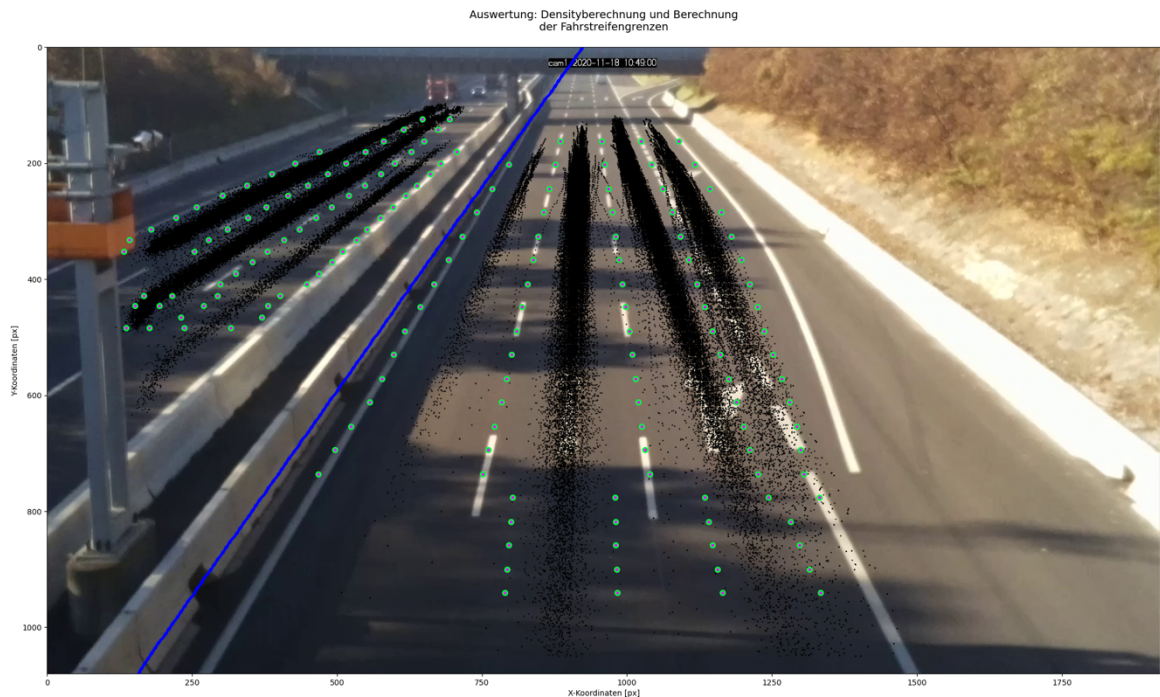 Auswertung: Densityberechnung und Berechnung
der Fahrstreifengrenzen
cam1 2020-11-18 10:49:00
0
200
400
600
800
1000
Y-Koordinaten [px]
0
250
500
750
1000
1250
1500
1750
X-Koordinaten [px]